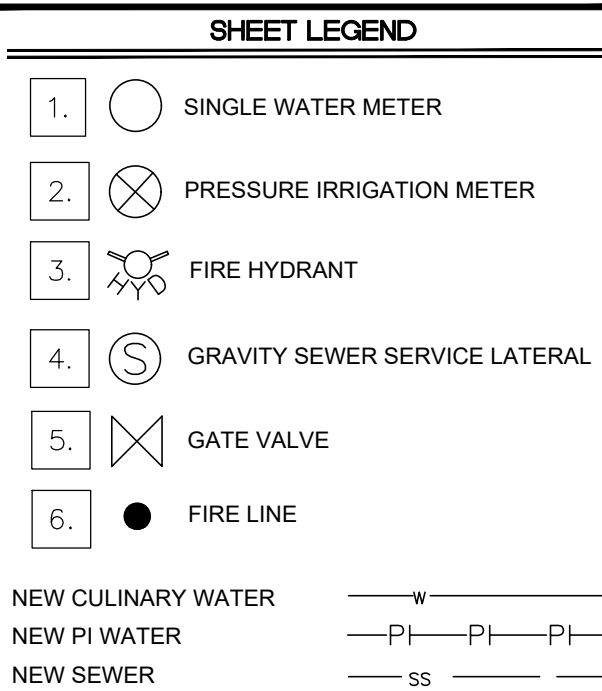 SHEET LEGEND
1. SINGLE WATER METER
2. PRESSURE IRRIGATION METER
3. HYD FIRE HYDRANT
4. S GRAVITY SEWER SERVICE LATERAL
5. GATE VALVE
6. FIRE LINE
NEW CULINARY WATER W
NEW PI WATER PI PI PI
NEW SEWER SS